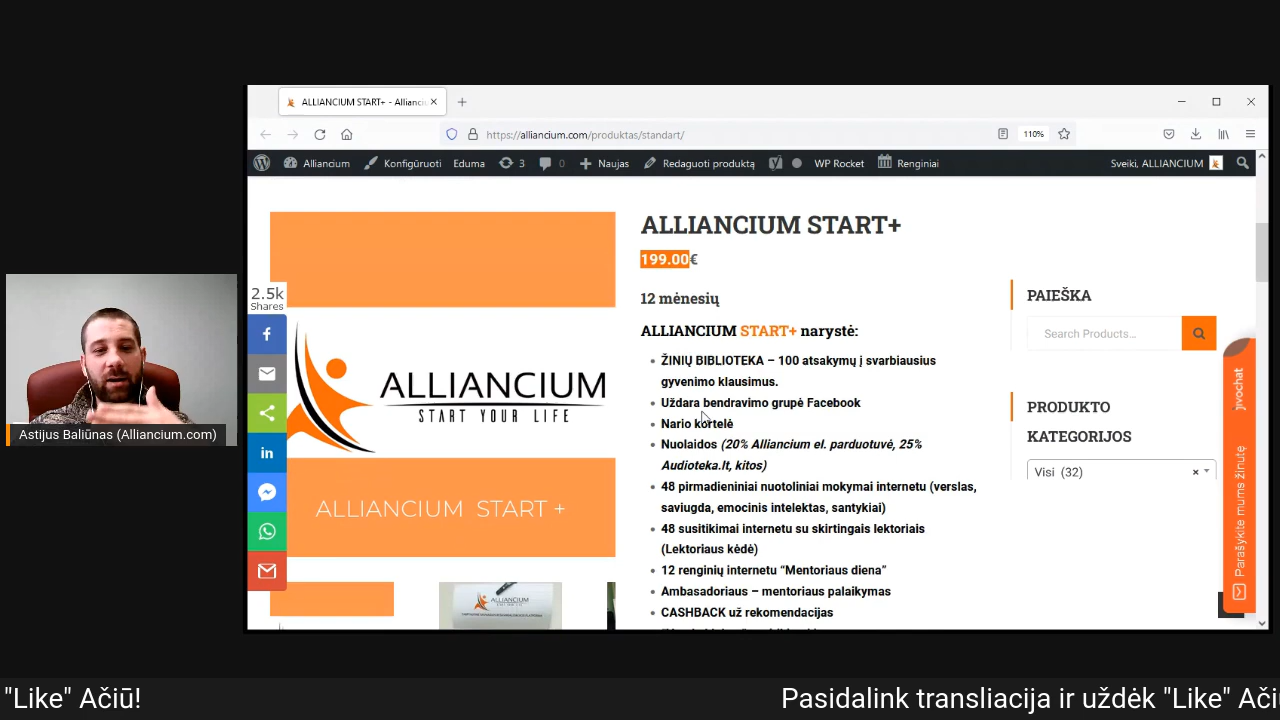 ALLIANCIUM START+ - Allianci
https://alliancium.com/produktas/standart/
110%
Alliancium
Konfigūruoti
Eduma
3
0
Naujas
Redaguoti produktą
WP Rocket
Renginiai
Sveiki, ALLIANCIUM
2.5k
Shares
in
ALLIANCIUM
START YOUR LIFE
ALLIANCIUM START +
ALLIANCIUM
ALLIANCIUM START+
199.00€
12 mėnesių
ALLIANCIUM START+ narystė:
ŽINIŲ BIBLIOTEKA – 100 atsakymų į svarbiausius
gyvenimo klausimus.
Uždara bendravimo grupė Facebook
Nario kortelė
Nuolaidos (20% Alliancium el. parduotuvė, 25%
Audioteka.lt, kitos)
48 pirmadieniniai nuotoliniai mokymai internetu (verslas,
saviugda, emocinis intelektas, santykiai)
48 susitikimai internetu su skirtingais lektoriais
(Lektoriaus kėdė)
12 renginių internetu “Mentoriaus diena”
Ambasadoriaus – mentoriaus palaikymas
CASHBACK už rekomendacijas
PAIEŠKA
Search Products...
PRODUKTO
KATEGORIJOS
Visi (32)
×
jivochat
Parašykite mums žinutę
Astijus Baliūnas (Alliancium.com)
"Like" Ačiū!
Pasidalink transliacija ir uždėk "Like" Ači